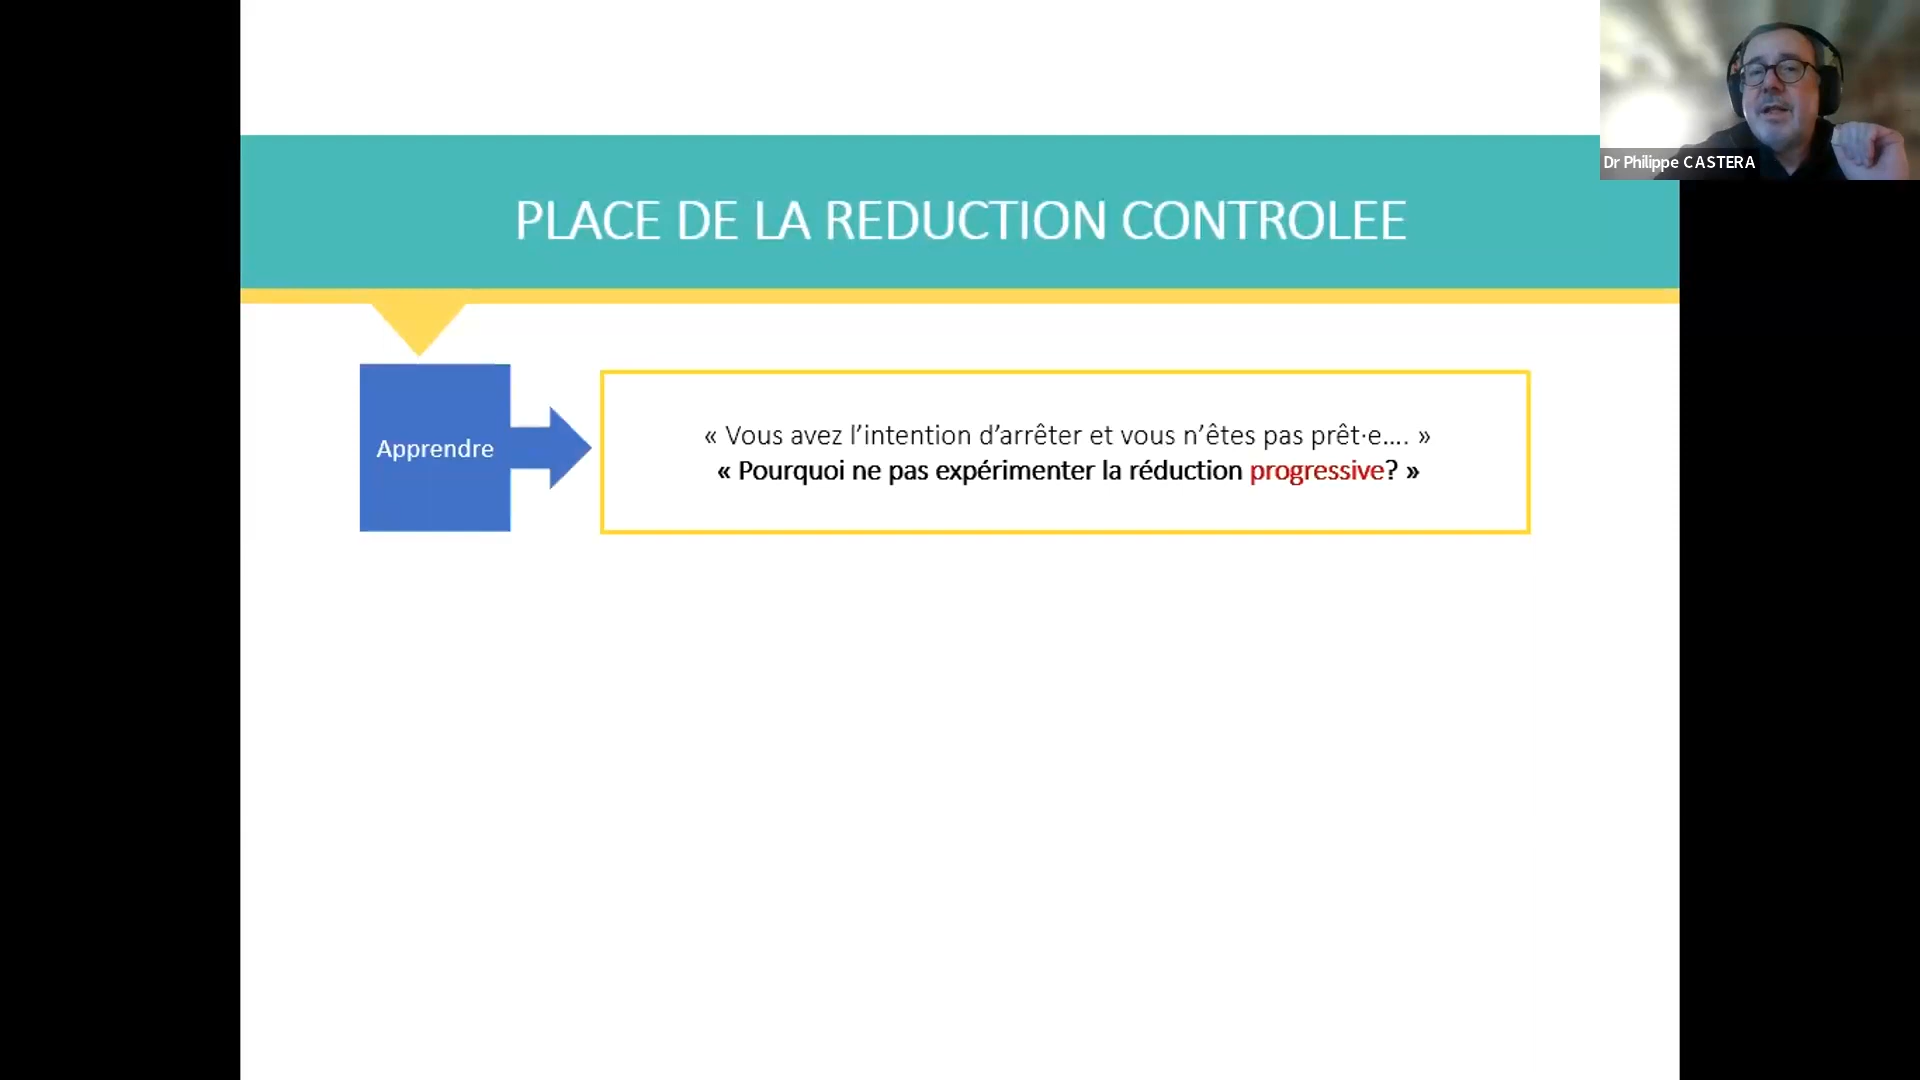 Dr Philippe CASTERA
PLACE DE LA REDUCTION CONTROLEE
Apprendre
« Vous avez l’intention d’arrêter et vous n’êtes pas prêt·e.... »
« Pourquoi ne pas expérimenter la réduction progressive? »